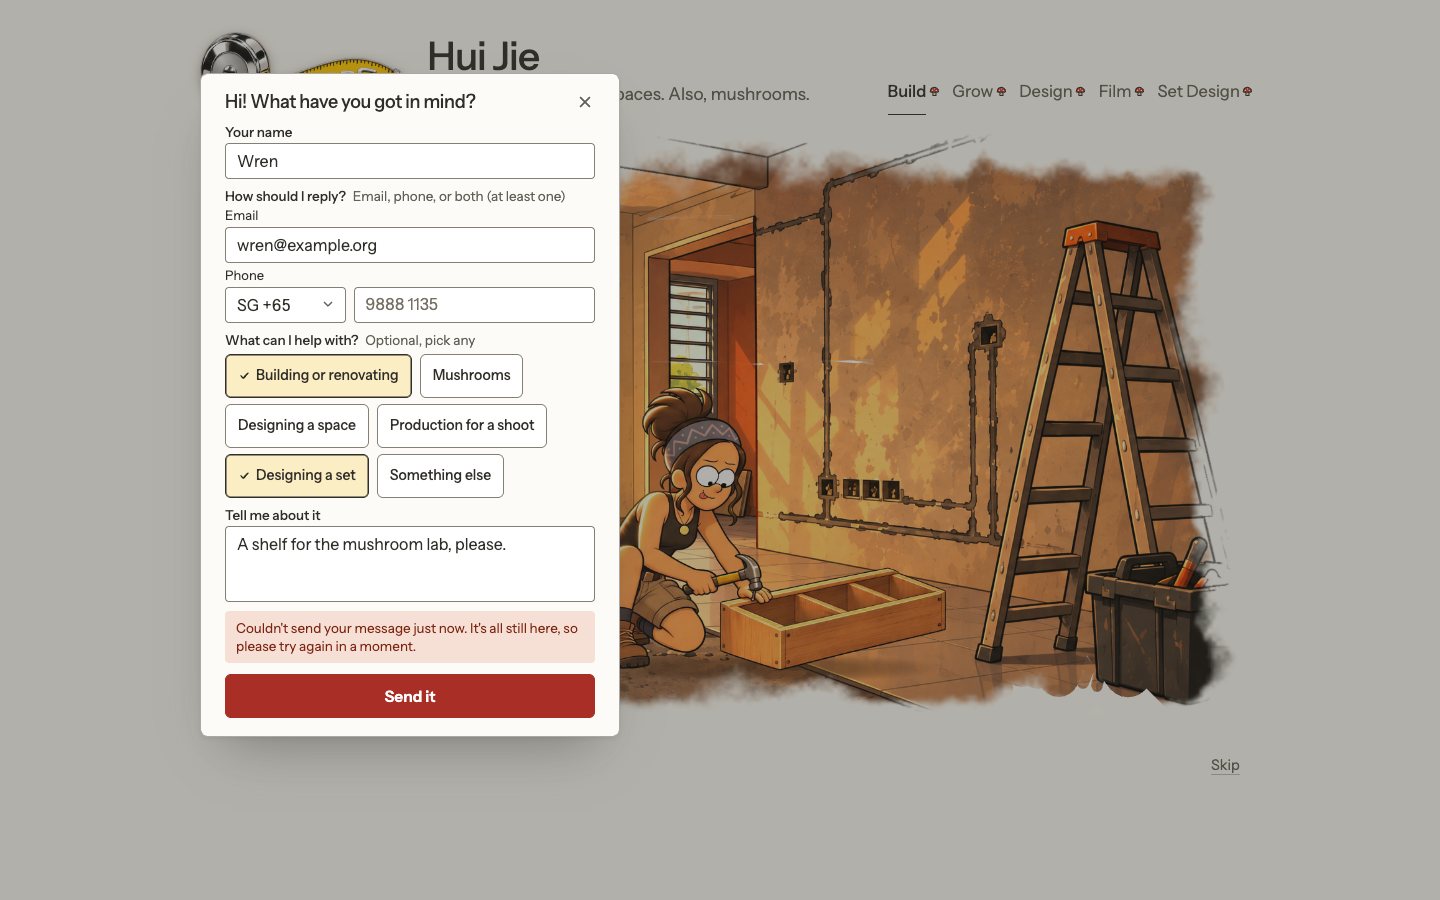 Hui Jie
paces. Also, mushrooms.
Build
Grow
Design
Film
Set Design
Hi! What have you got in mind?
Your name
Wren
How should I reply? Email, phone, or both (at least one)
Email
wren@example.org
Phone
SG +65
9888 1135
What can I help with? Optional, pick any
Building or renovating
Mushrooms
Designing a space
Production for a shoot
Designing a set
Something else
Tell me about it
A shelf for the mushroom lab, please.
Couldn't send your message just now. It's all still here, so
please try again in a moment.
Send it
Skip